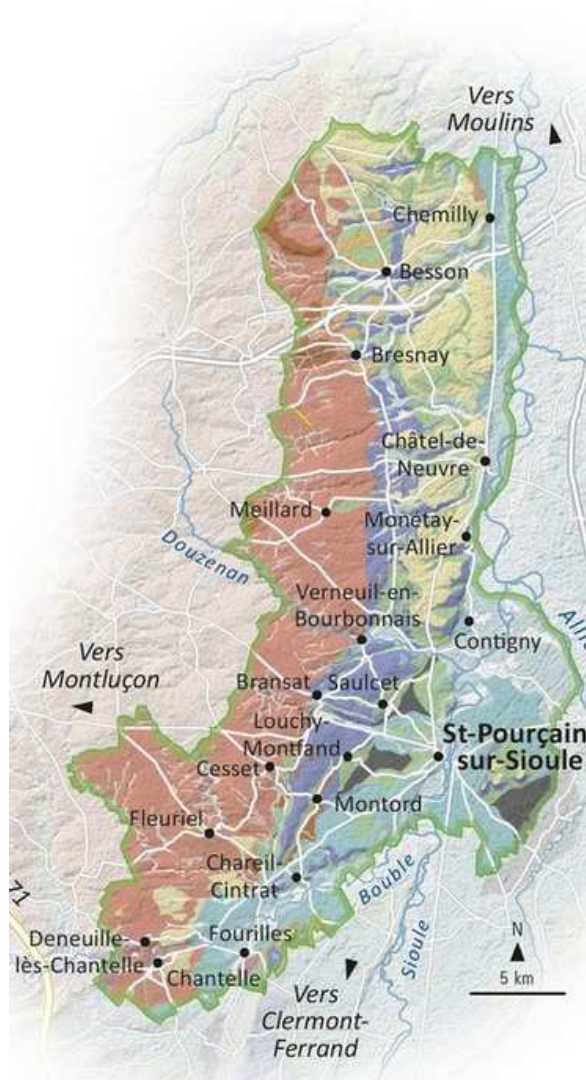 Vers
Moulins
Chemilly
Besson
Bresnay
Châtel-de-
Neuvre
Meillard
Monétay-
sur-Allier
Douzenan
Verneuil-en-
Bourbonnais
Contigny
Vers
Montluçon
Bransat
Saulcet
Louchy-
Montfand
St-Pourçain
sur-Sioule
Cesset
Montord
Fleuriel
Chareil-
Cintrat
Bouble
Sioule
71
Deneuille-
lès-Chantelle
Fourilles
Chantelle
N
5 km
Vers
Clermont-
Ferrand